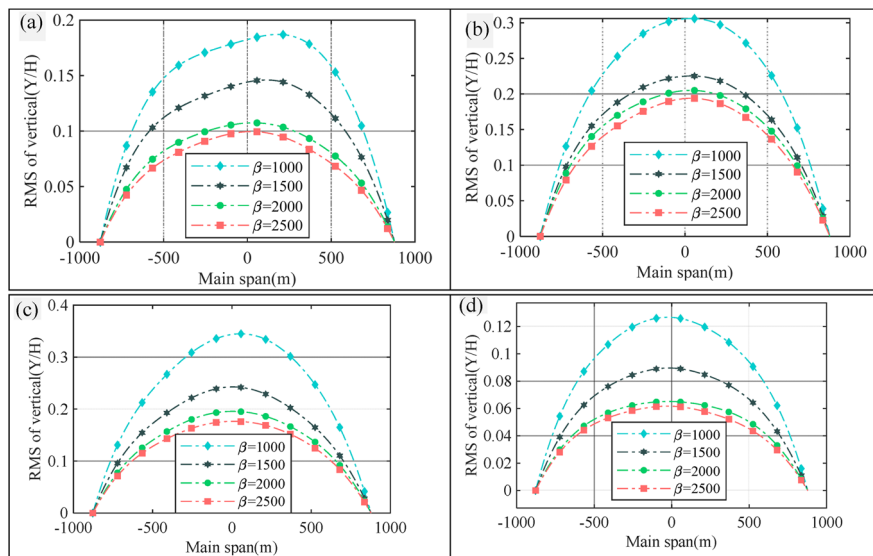 (a)
RMS of vertical(Y/H)
0.2
0.15
0.1
0.05
0
β=1000
β=1500
β=2000
β=2500
-1000 -500 0 500 1000
Main span(m)
(b)
RMS of vertical(Y/H)
0.3
0.25
0.2
0.15
0.1
0.05
0
β=1000
β=1500
β=2000
β=2500
-1000 -500 0 500 1000
Main span(m)
(c)
RMS of vertical(Y/H)
0.4
0.3
0.2
0.1
0
β=1000
β=1500
β=2000
β=2500
-1000 -500 0 500 1000
Main span(m)
(d)
RMS of vertical(Y/H)
0.12
0.1
0.08
0.06
0.04
0.02
0
β=1000
β=1500
β=2000
β=2500
-1000 -500 0 500 1000
Main span(m)